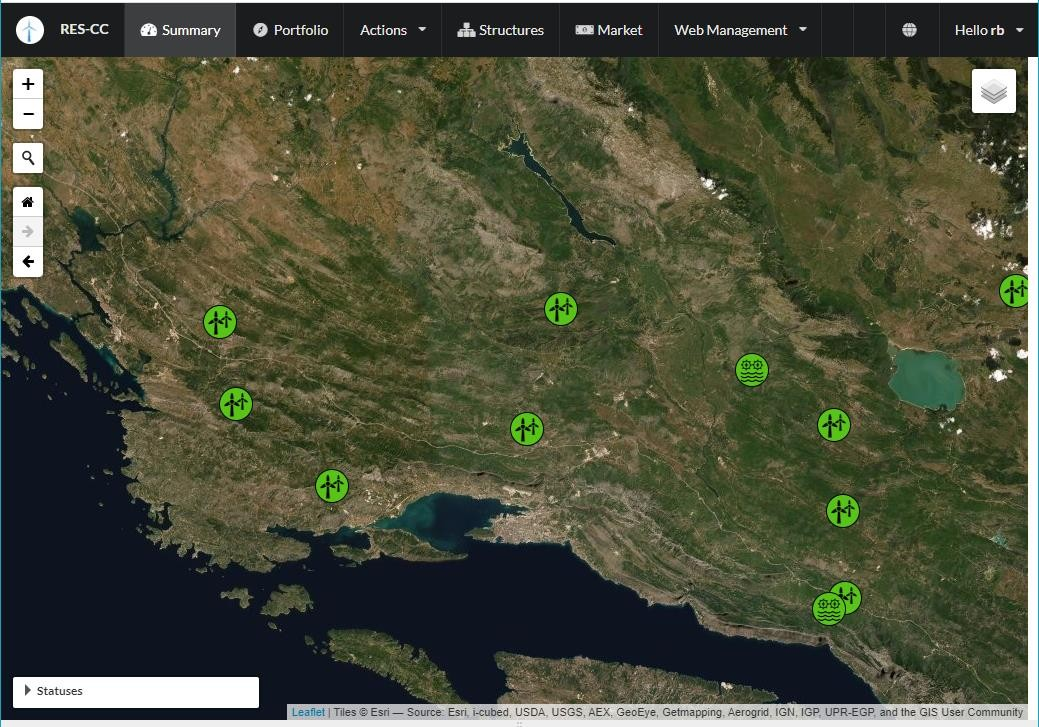 RES-CC Summary Portfolio Actions Structures Market Web Management Hello rb
+
−
Statuses
Leaflet | Tiles © Esri — Source: Esri, i-cubed, USDA, USGS, AEX, GeoEye, Getmapping, Aerogrid, IGN, IGP, UPR-EGP, and the GIS User Community